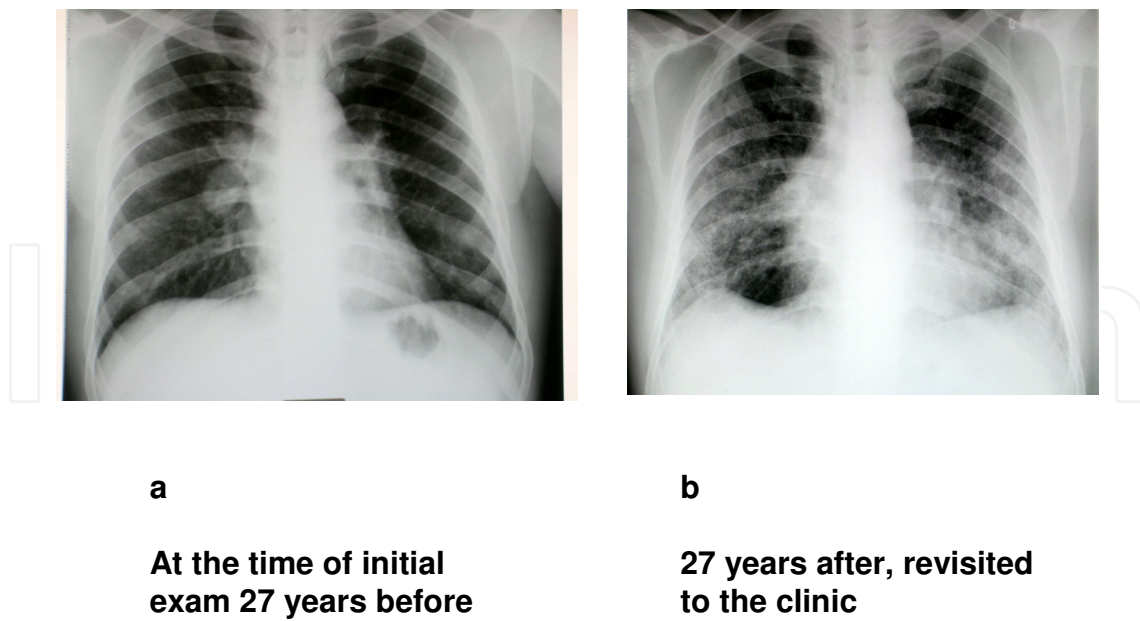 a
b
At the time of initial
exam 27 years before
27 years after, revisited
to the clinic